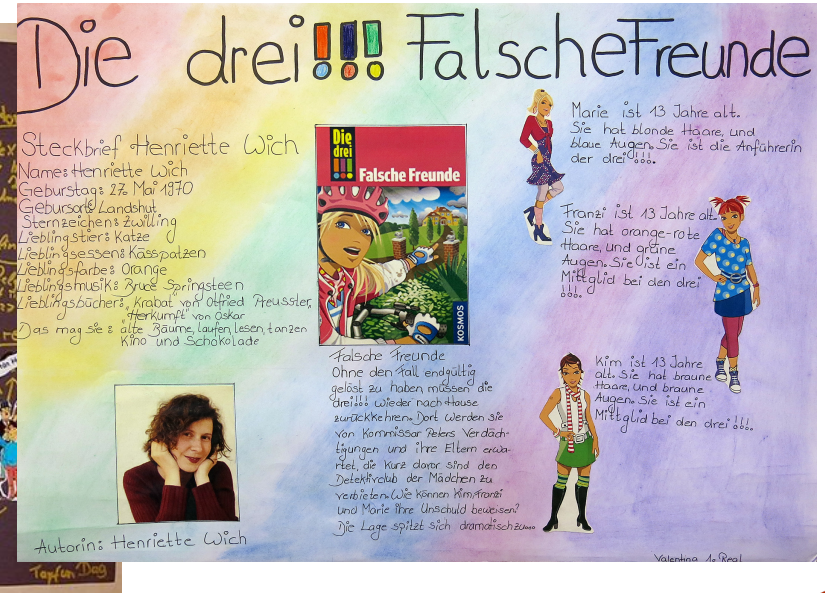 Die drei!!! Falsche Freunde
Steckbrief Henriette Wich
Name: Henriette Wich
Geburstag: 27. Mai 1970
Gebursort: Landshut
Sternzeichen: Zwilling
Lieblingstier: Katze
Lieblingsessen: Kässpatzen
Lieblingsfarbe: Orange
Lieblingsmusik: Bruce Springsteen
Lieblingsbücher: „Krabat" von Otfried Preussler,
"Herkumft" von Oskar
Das mag sie: alte Bäume, laufen, lesen, tanzen
Kino und Schokolade
Autorin: Henriette Wich
Die
drei
!!!
Falsche Freunde
KOSMOS
Falsche Freunde
Ohne den Fall endgültig
gelöst zu haben, müssen die
drei!!! wieder nach Hause
zurückkehren. Dort werden sie
von Kommissar Peters Verdäch-
tigungen und ihre Eltern erwa-
rtet, die kurz davor sind den
Detektivclub der Mädchen zu
verbieten. Wie können Kim, Franzi
und Marie ihre Unschuld beweisen?
Die Lage spitzt sich dramatisch zu...
Marie ist 13 Jahre alt.
Sie hat blonde Haare, und
blaue Augen. Sie ist die Anführerin
der drei !!!.
Franzi ist 13 Jahre alt.
Sie hat orange-rote
Haare, und grüne
Augen. Sie ist ein
Mittglid bei den drei
!!!.
Kim ist 13 Jahre
alt. Sie hat braune
Haare, und braune
Augen. Sie ist ein
Mittglid bei den drei !!!.
Valentina 1. Real
Dag